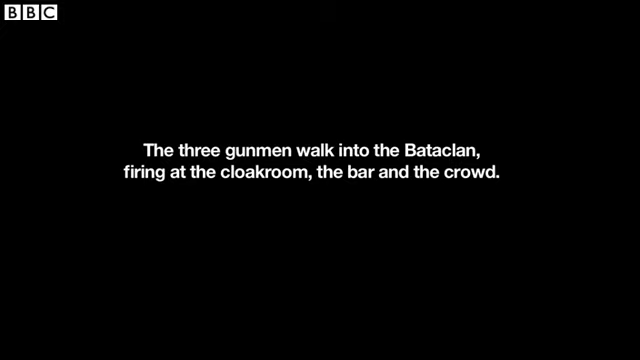 BBC
The three gunmen walk into the Bataclan,
firing at the cloakroom, the bar and the crowd.